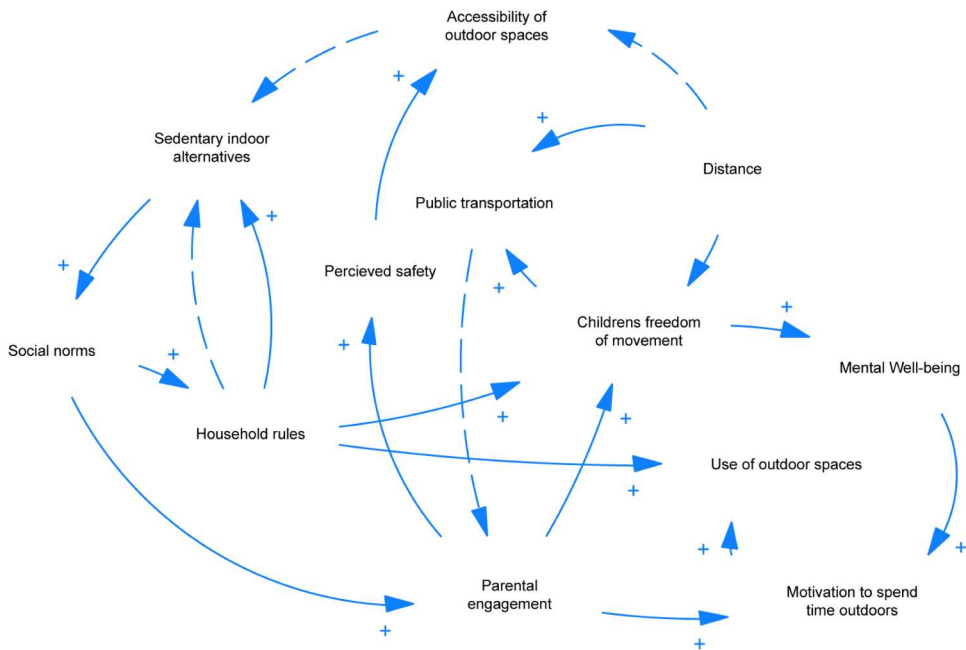 Accessibility of
outdoor spaces
+
+
Sedentary indoor
alternatives
Distance
Public transportation
+
+
Percieved safety
+
+
Childrens freedom
of movement
+
Social norms
+
+
Mental Well-being
+
+
Household rules
Use of outdoor spaces
+
+
+
Parental
engagement
Motivation to spend
time outdoors
+
+